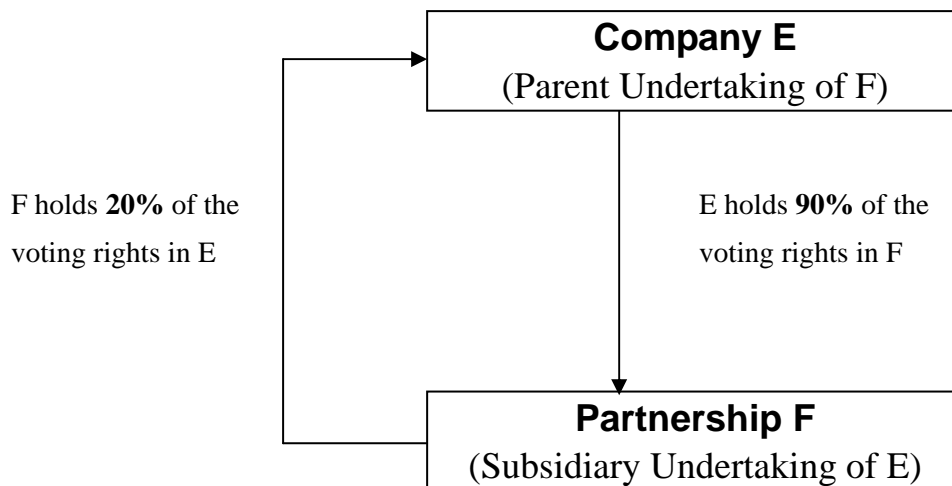 Company E
(Parent Undertaking of F)
F holds 20% of the
voting rights in E
E holds 90% of the
voting rights in F
Partnership F
(Subsidiary Undertaking of E)